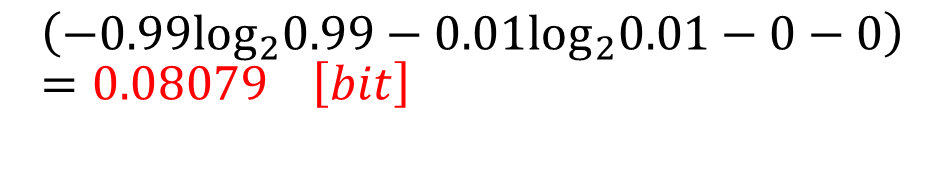 (−0.99log₂0.99 − 0.01log₂0.01 − 0 − 0)
= 0.08079 [bit]